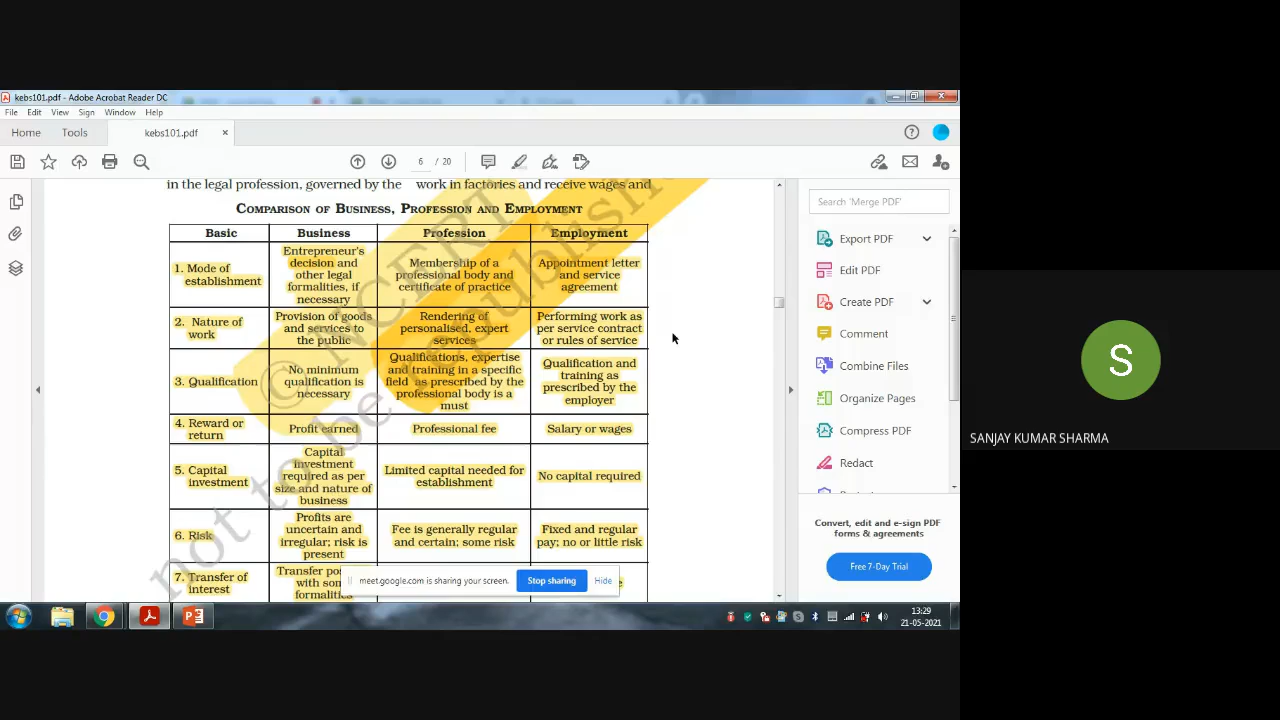 kebs101.pdf - Adobe Acrobat Reader DC
File Edit View Sign Window Help
Home Tools kebs101.pdf ×
6 / 20
in the legal profession, governed by the work in factories and receive wages and
COMPARISON OF BUSINESS, PROFESSION AND EMPLOYMENT
Basic Business Profession Employment
1. Mode of establishment
Entrepreneur's
decision and
other legal
formalities, if
necessary
Membership of a
professional body and
certificate of practice
Appointment letter
and service
agreement
2. Nature of
work
Provision of goods
and services to
the public
Rendering of
personalised, expert
services
Performing work as
per service contract
or rules of service
3. Qualification
No minimum
qualification is
necessary
Qualifications, expertise
and training in a specific
field as prescribed by the
professional body is a
must
Qualification and
training as
prescribed by the
employer
4. Reward or
return
Profit earned
Professional fee
Salary or wages
5. Capital
investment
Capital
investment
required as per
size and nature of
business
Limited capital needed for
establishment
No capital required
6. Risk
Profits are
uncertain and
irregular; risk is
present
Fee is generally regular
and certain; some risk
Fixed and regular
pay; no or little risk
7. Transfer of
interest
Transfer
with
formalities
© NCERT
not to be republished
meet.google.com is sharing your screen. Stop sharing Hide
Search 'Merge PDF'
Export PDF
Edit PDF
Create PDF
Comment
Combine Files
Organize Pages
Compress PDF
Redact
Convert, edit and e-sign PDF
forms & agreements
Free 7-Day Trial
13:29
21-05-2021
S
SANJAY KUMAR SHARMA